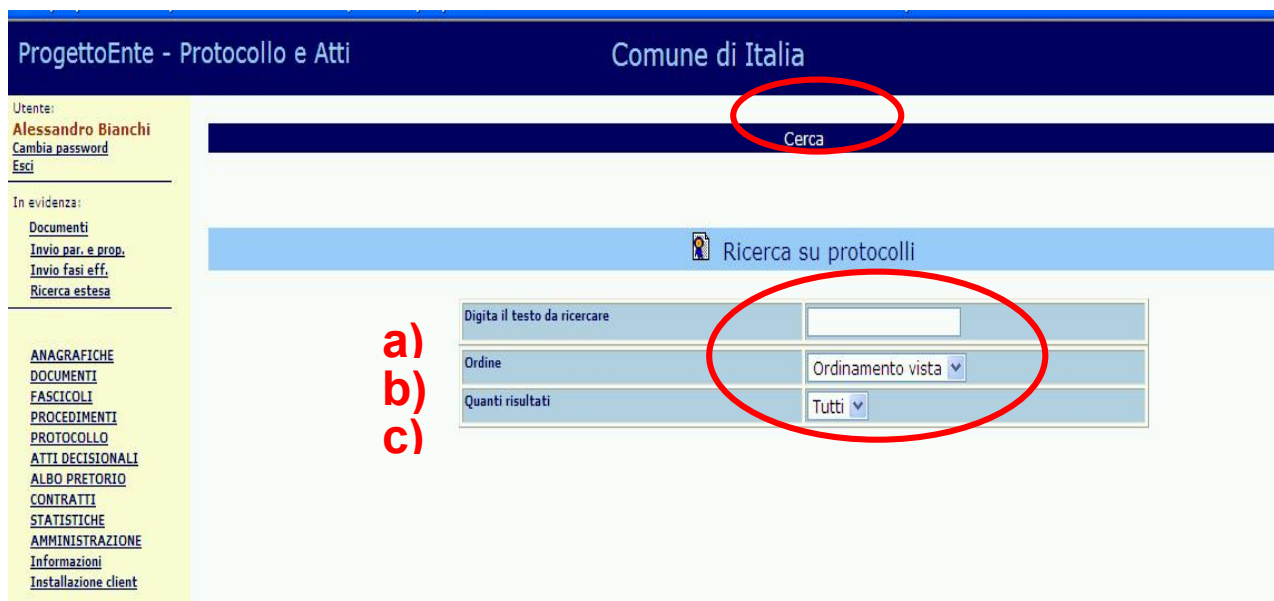 ProgettoEnte - Protocollo e Atti Comune di Italia
Utente:
Alessandro Bianchi
Cambia password
Esci
Cerca
In evidenza:
Documenti
Invio par. e prop.
Invio fasi eff.
Ricerca estesa
Ricerca su protocolli
a) Digita il testo da ricercare
b) Ordine Ordinamento vista
c) Quanti risultati Tutti
ANAGRAFICHE
DOCUMENTI
FASCICOLI
PROCEDIMENTI
PROTOCOLLO
ATTI DECISIONALI
ALBO PRETORIO
CONTRATTI
STATISTICHE
AMMINISTRAZIONE
Informazioni
Installazione client